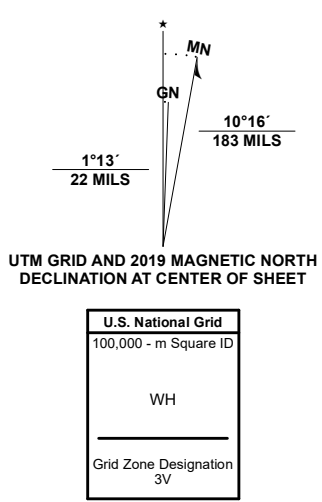 ★
MN
GN
10°16´
183 MILS
1°13´
22 MILS
UTM GRID AND 2019 MAGNETIC NORTH
DECLINATION AT CENTER OF SHEET
U.S. National Grid
100,000 - m Square ID
WH
Grid Zone Designation
3V